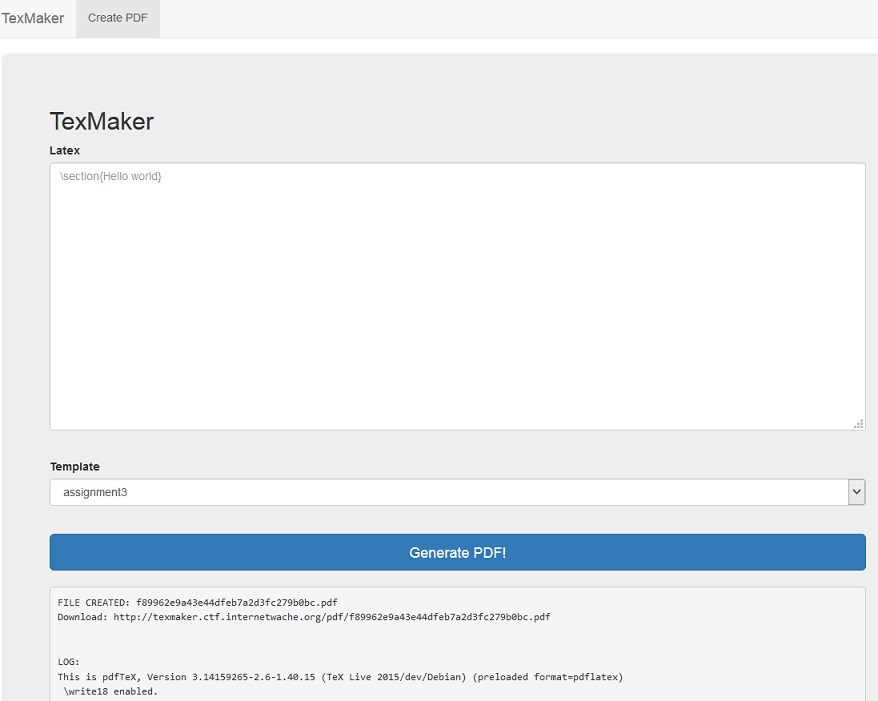 TexMaker Create PDF
TexMaker
Latex
\section{Hello world}
Template
assignment3
Generate PDF!
FILE CREATED: f89962e9a43e44dfeb7a2d3fc279b0bc.pdf
Download: http://texmaker.ctf.internetwache.org/pdf/f89962e9a43e44dfeb7a2d3fc279b0bc.pdf
LOG:
This is pdfTeX, Version 3.14159265-2.6-1.40.15 (TeX Live 2015/dev/Debian) (preloaded format=pdflatex)
\write18 enabled.